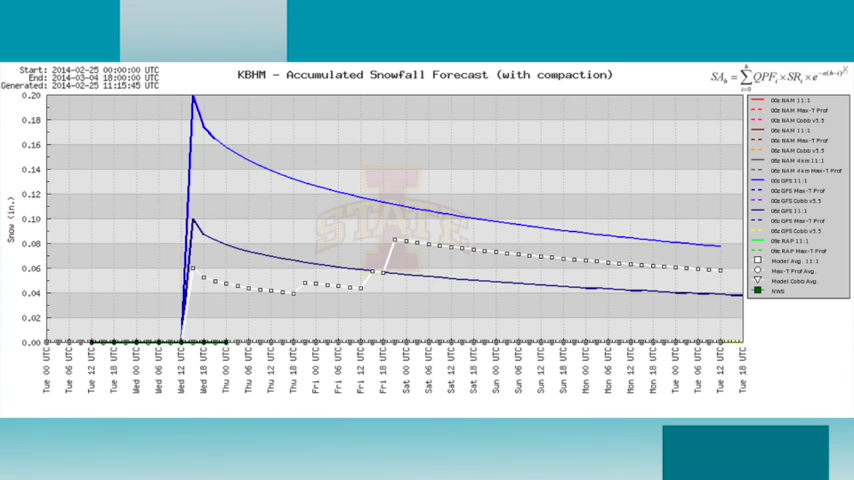 Start: 2014-02-25 00:00:00 UTC
End: 2014-03-04 18:00:00 UTC
Generated: 2014-02-25 11:15:45 UTC
KBHM - Accumulated Snowfall Forecast (with compaction)
0.20
0.18
0.16
0.14
0.12
0.10
0.08
0.06
0.04
0.02
0.00
Snow (in.)
STATE
Tue 00 UTC
Tue 06 UTC
Tue 12 UTC
Tue 18 UTC
Wed 00 UTC
Wed 06 UTC
Wed 12 UTC
Wed 18 UTC
Thu 00 UTC
Thu 06 UTC
Thu 12 UTC
Thu 18 UTC
Fri 00 UTC
Fri 06 UTC
Fri 12 UTC
Fri 18 UTC
Sat 00 UTC
Sat 06 UTC
Sat 12 UTC
Sat 18 UTC
Sun 00 UTC
Sun 06 UTC
Sun 12 UTC
Sun 18 UTC
Mon 00 UTC
Mon 06 UTC
Mon 12 UTC
Mon 18 UTC
Tue 00 UTC
Tue 06 UTC
Tue 12 UTC
Tue 18 UTC
00z NAM 11:1
00z NAM Max-T Prof
00z NAM Cobb v5.5
06z NAM 11:1
06z NAM Max-T Prof
06z NAM Cobb v5.5
00z NAM 4km 11:1
00z NAM 4km Max-T Prof
00z GFS 11:1
00z GFS Max-T Prof
00z GFS Cobb v5.5
06z GFS 11:1
06z GFS Max-T Prof
06z GFS Cobb v5.5
09z RAP 11:1
09z RAP Max-T Prof
Model Avg. 11:1
Max-T Prof Avg.
Model Cobb Avg.
NWS